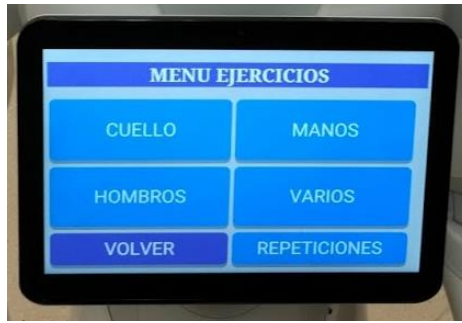 MENU EJERCICIOS
CUELLO MANOS
HOMBROS VARIOS
VOLVER REPETICIONES